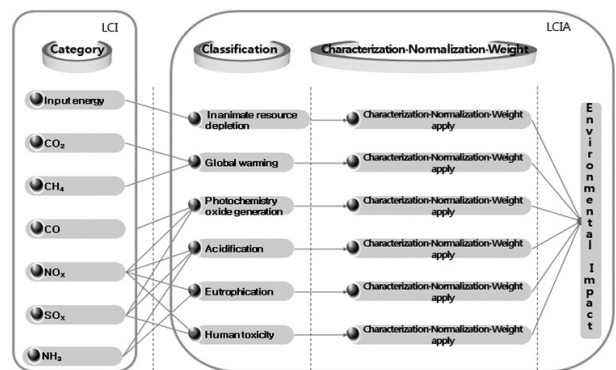 LCI
LCIA
Category
Classification
Characterization-Normalization-Weight
Input energy
CO₂
CH₄
CO
NOₓ
SOₓ
NH₃
Inanimate resource
depletion
Global warming
Photochemistry
oxide generation
Acidification
Eutrophication
Human toxicity
Characterization-Normalization-Weight
apply
Characterization-Normalization-Weight
apply
Characterization-Normalization-Weight
apply
Characterization-Normalization-Weight
apply
Characterization-Normalization-Weight
apply
Characterization-Normalization-Weight
apply
Environmental Impact